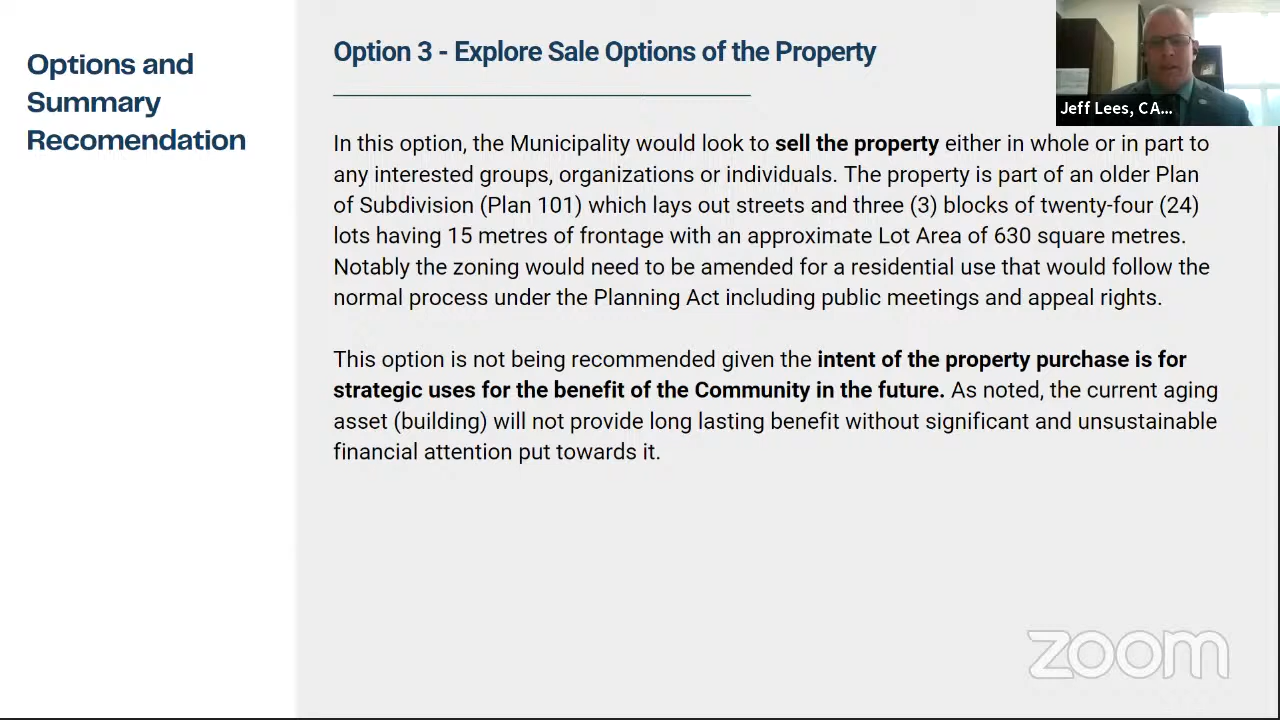 Options and
Summary
Recomendation
Option 3 - Explore Sale Options of the Property
Jeff Lees, CA...
In this option, the Municipality would look to sell the property either in whole or in part to
any interested groups, organizations or individuals. The property is part of an older Plan
of Subdivision (Plan 101) which lays out streets and three (3) blocks of twenty-four (24)
lots having 15 metres of frontage with an approximate Lot Area of 630 square metres.
Notably the zoning would need to be amended for a residential use that would follow the
normal process under the Planning Act including public meetings and appeal rights.
This option is not being recommended given the intent of the property purchase is for
strategic uses for the benefit of the Community in the future. As noted, the current aging
asset (building) will not provide long lasting benefit without significant and unsustainable
financial attention put towards it.
zoom